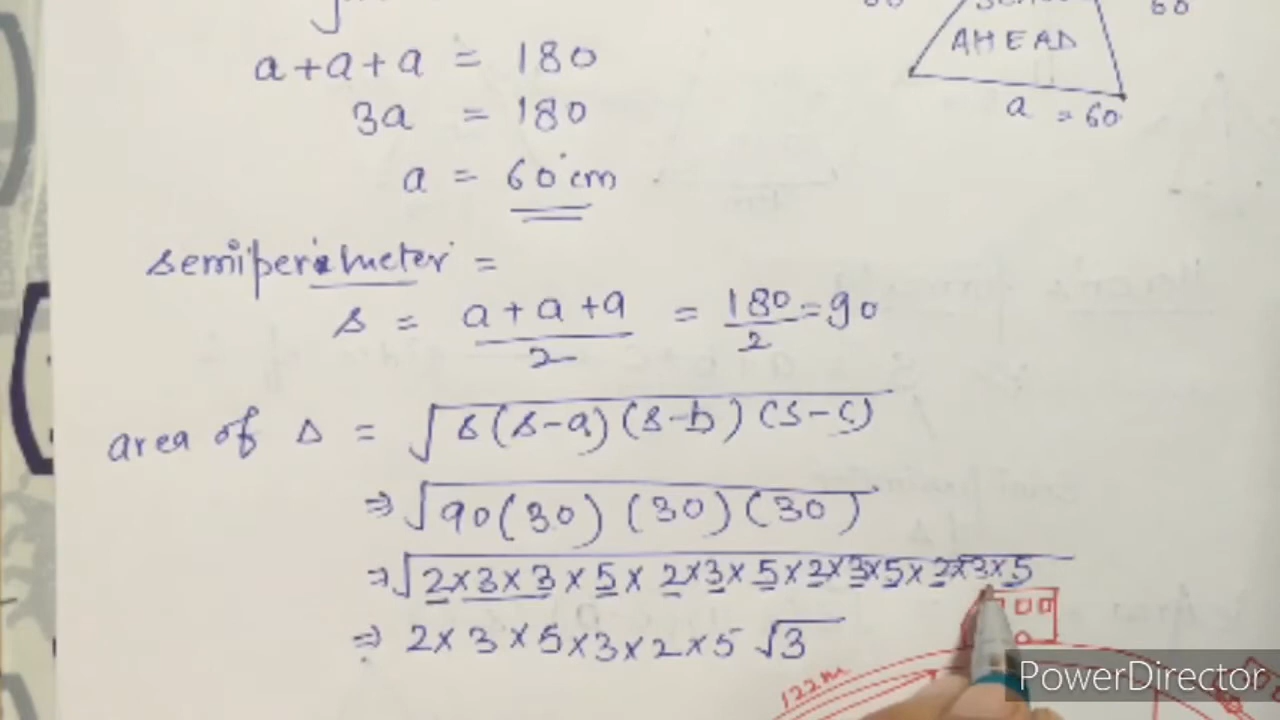 AHEAD
60
a = 60
a + a + a = 180
3a = 180
a = 60 cm
semiperimeter =
s = a + a + a / 2 = 180 / 2 = 90
area of Δ = √s(s-a)(s-b)(s-c)
⇒ √90(30)(30)(30)
⇒ √2×3×3×5×2×3×5×2×3×5×2×3×5
⇒ 2×3×5×3×2×5√3
122m
PowerDirector